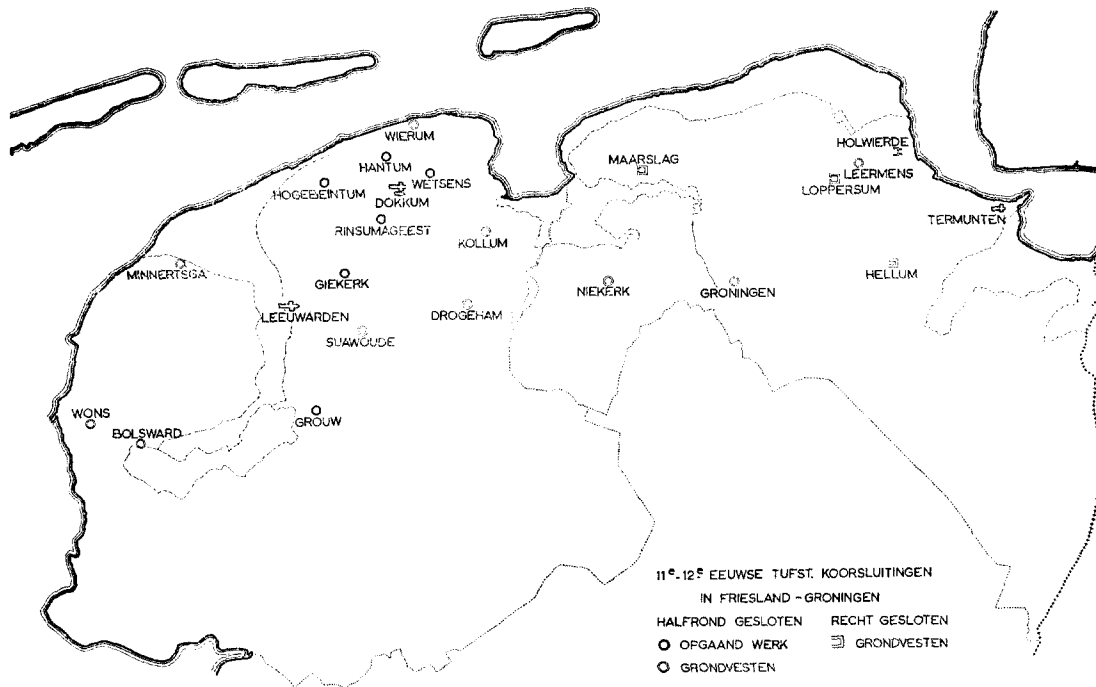 WIERUM
HANTUM
WETSENS
HOGEBEINTUM
DOKKUM
RINSUMAGEEST
KOLLUM
MINNERTSGA
GIEKERK
LEEUWARDEN
DROGEHAM
SUAWOUDE
WONS
BOLSWARD
GROUW
MAARSLAG
HOLWIERDE
LEERMENS
LOPPERSUM
TERMUNTEN
HELLUM
NIEKERK
GRONINGEN
11e-12e EEUWSE TUFST. KOORSLUITINGEN
IN FRIESLAND - GRONINGEN
HALFROND GESLOTEN RECHT GESLOTEN
OPGAAND WERK GRONDVESTEN
GRONDVESTEN